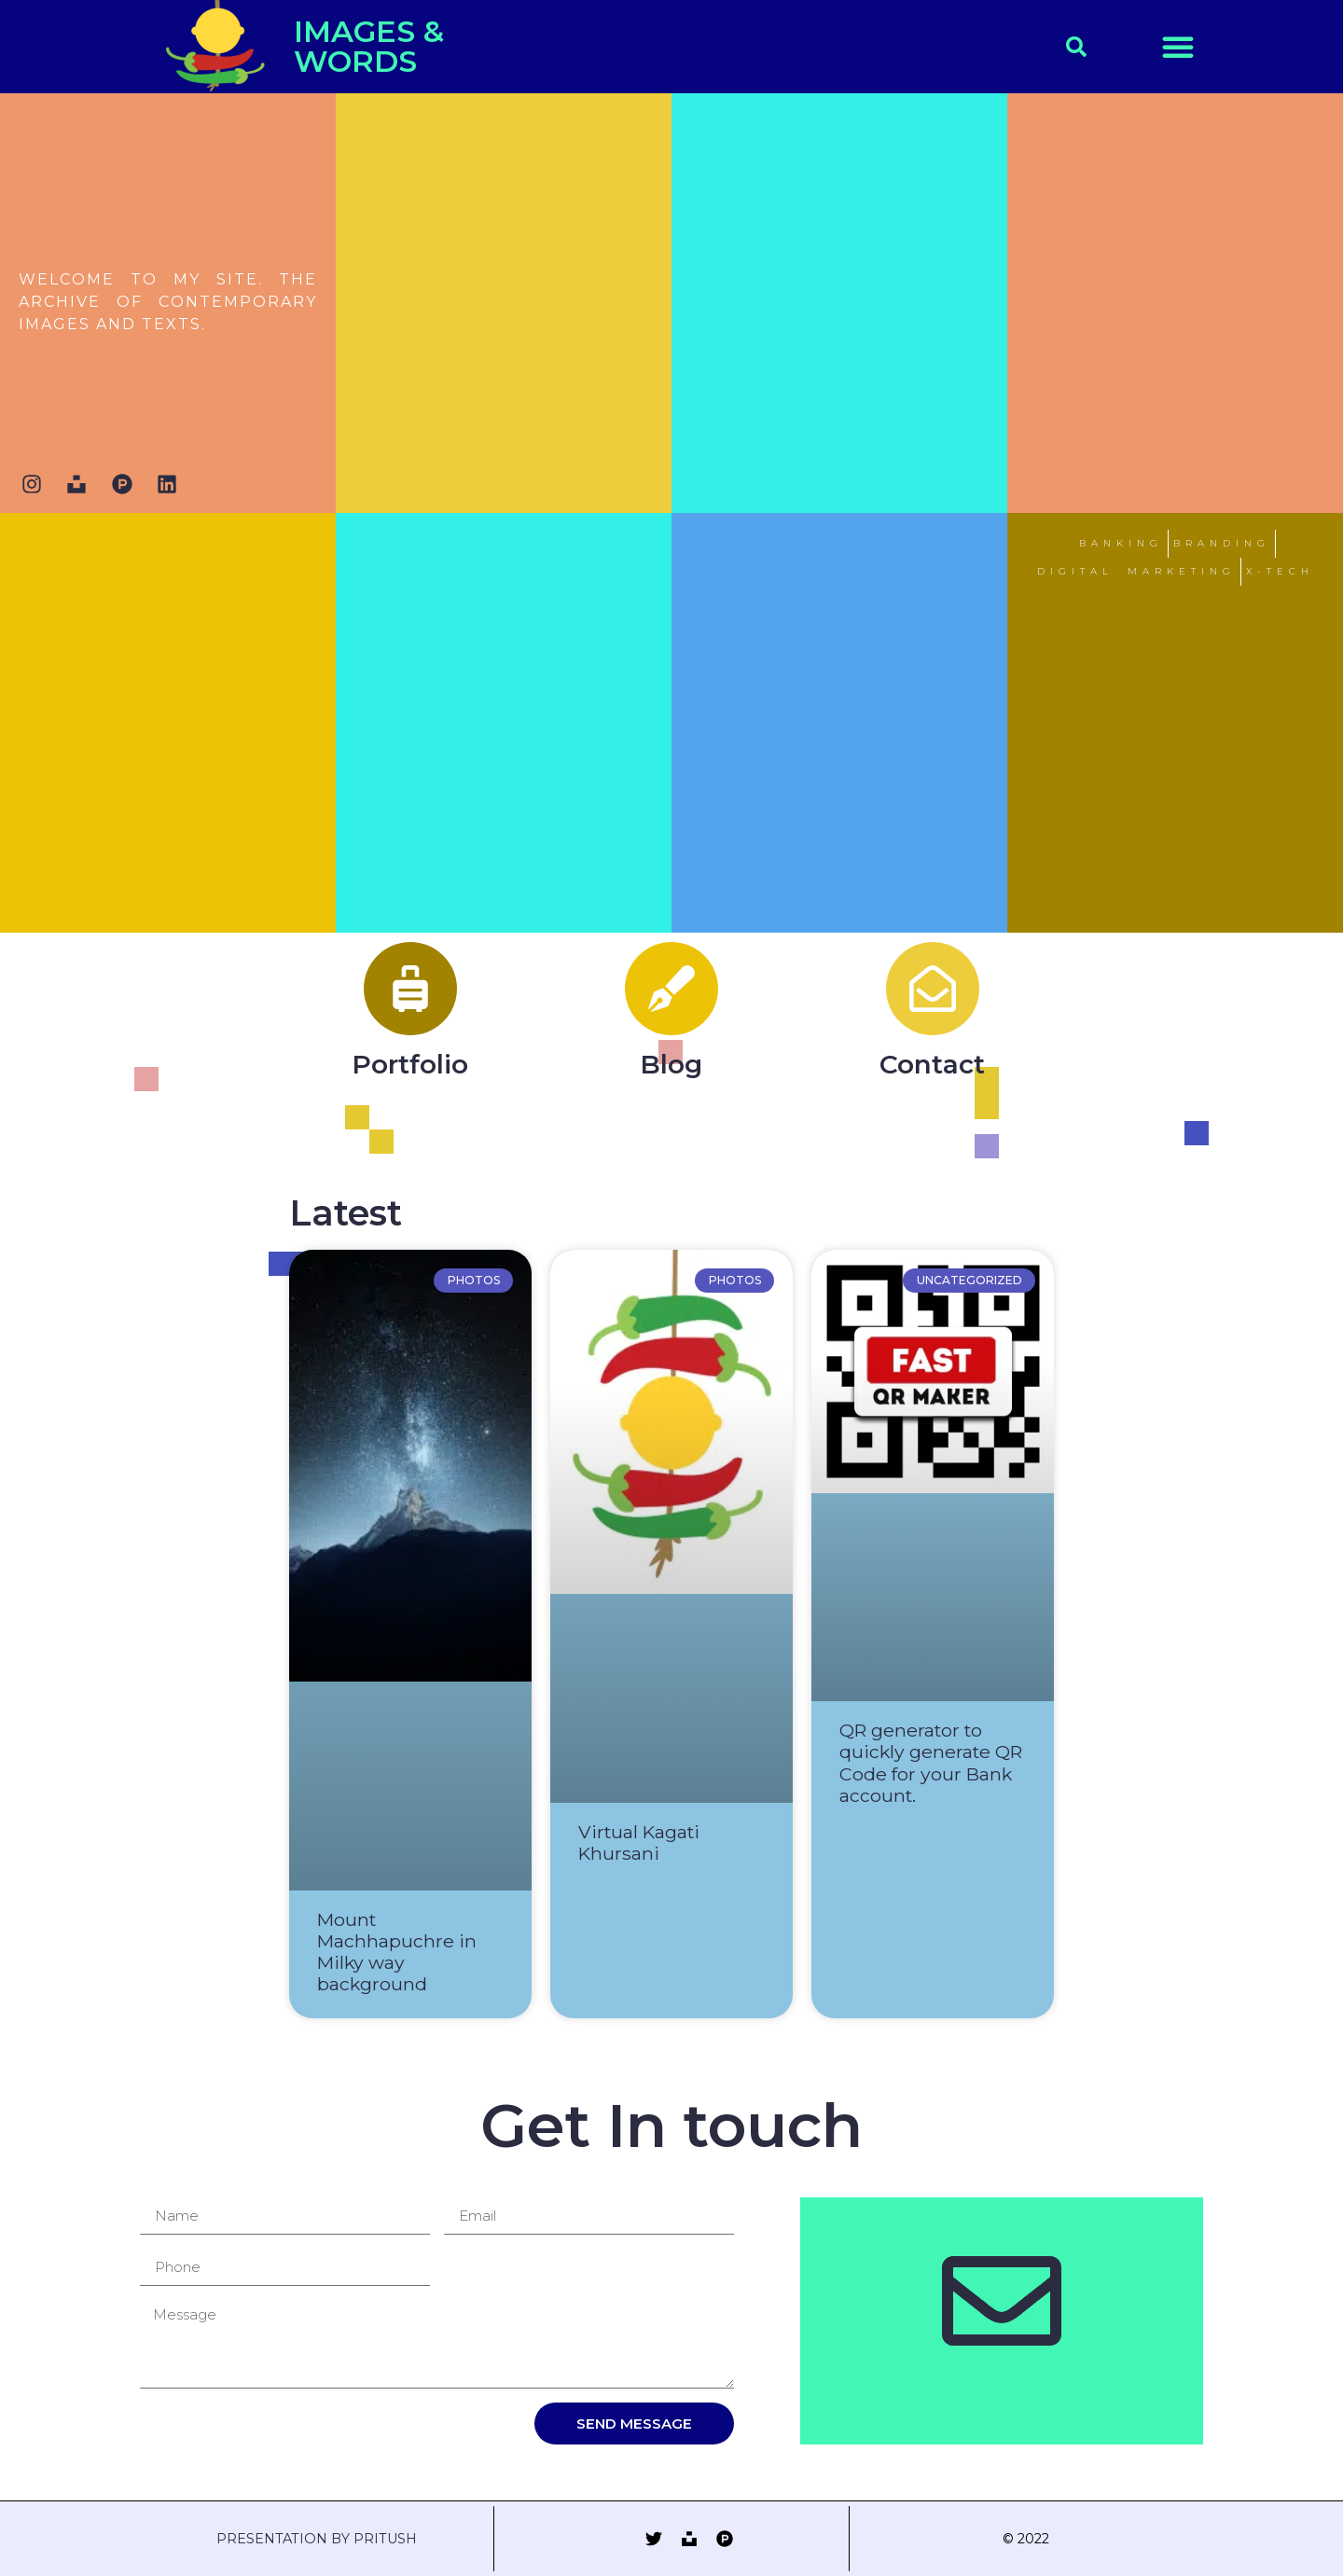 IMAGES &
WORDS
WELCOME TO MY SITE. THE
ARCHIVE OF CONTEMPORARY
IMAGES AND TEXTS.
BANKING BRANDING
DIGITAL MARKETING X-TECH
Portfolio
Blog
Contact
Latest
PHOTOS
Mount
Machhapuchre in
Milky way
background
PHOTOS
Virtual Kagati
Khursani
UNCATEGORIZED
FAST
QR MAKER
QR generator to
quickly generate QR
Code for your Bank
account.
Get In touch
Name
Email
Phone
Message
SEND MESSAGE
PRESENTATION BY PRITUSH
© 2022